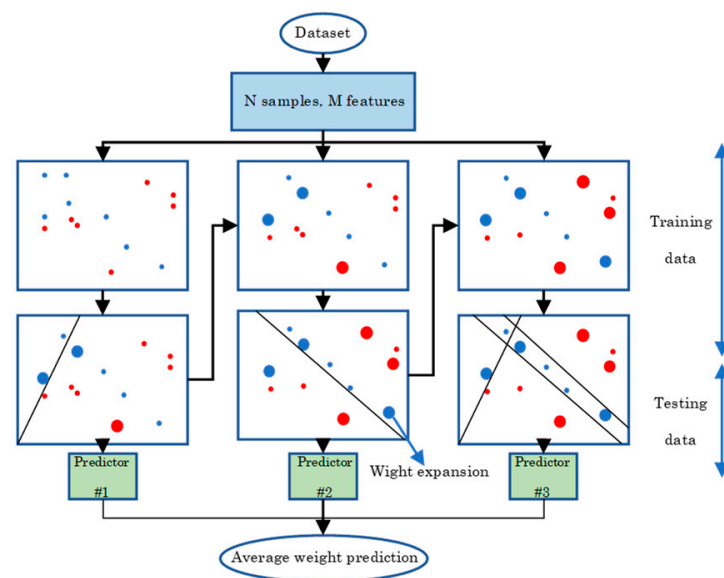 Dataset
N samples, M features
Training
data
Testing
data
Wight expansion
Predictor
#1
Predictor
#2
Predictor
#3
Average weight prediction